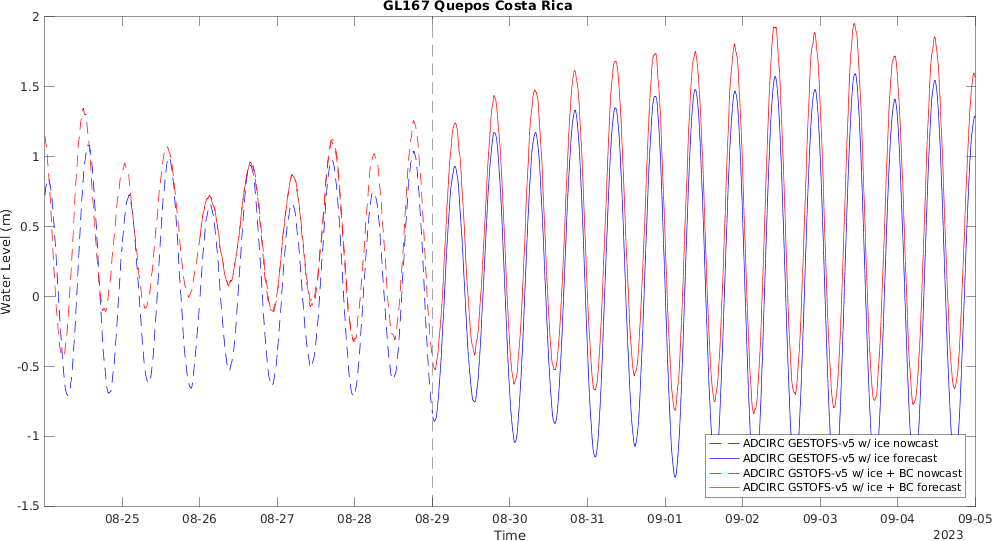 GL167 Quepos Costa Rica
2
1.5
1
0.5
0
-0.5
-1
-1.5
Water Level (m)
ADCIRC GESTOFS-v5 w/ ice nowcast
ADCIRC GESTOFS-v5 w/ ice forecast
ADCIRC GSTOFS-v5 w/ ice + BC nowcast
ADCIRC GSTOFS-v5 w/ ice + BC forecast
08-25 08-26 08-27 08-28 08-29 08-30 08-31 09-01 09-02 09-03 09-04 09-05
Time
2023